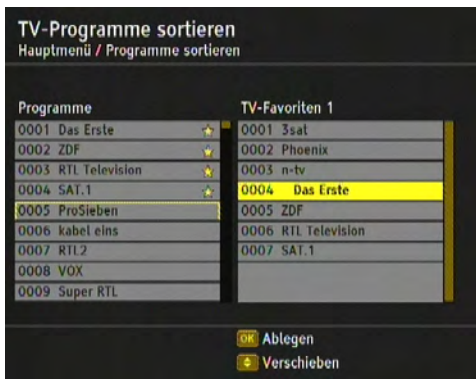 TV-Programme sortieren
Hauptmenü / Programme sortieren
Programme
0001 Das Erste
0002 ZDF
0003 RTL Television
0004 SAT.1
0005 ProSieben
0006 kabel eins
0007 RTL2
0008 VOX
0009 Super RTL
TV-Favoriten 1
0001 3sat
0002 Phoenix
0003 n-tv
0004 Das Erste
0005 ZDF
0006 RTL Television
0007 SAT.1
OK Ablegen
Verschieben